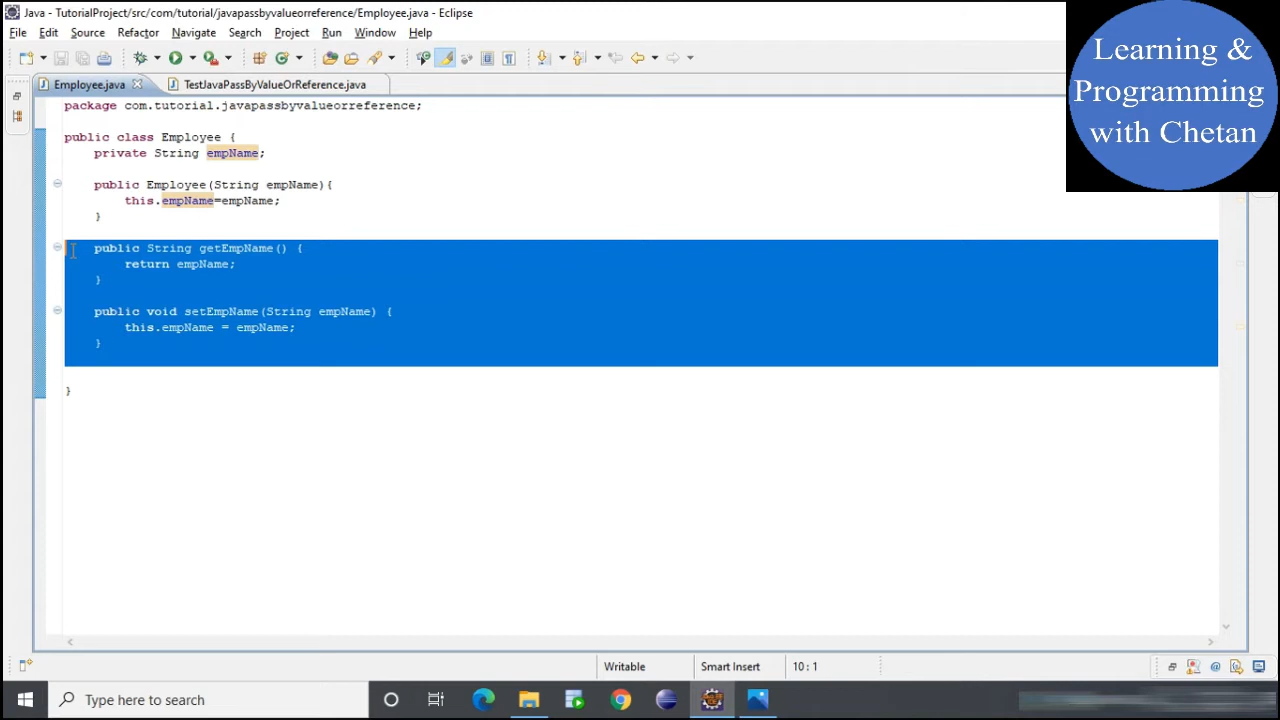 Java - TutorialProject/src/com/tutorial/javapassbyvalueorreference/Employee.java - Eclipse
File Edit Source Refactor Navigate Search Project Run Window Help
Learning &
Programming
with Chetan
Employee.java TestJavaPassByValueOrReference.java
package com.tutorial.javapassbyvalueorreference;
public class Employee {
private String empName;
public Employee(String empName){
this.empName=empName;
}
public String getEmpName() {
return empName;
}
public void setEmpName(String empName) {
this.empName = empName;
}
}
Writable Smart Insert 10 : 1
Type here to search